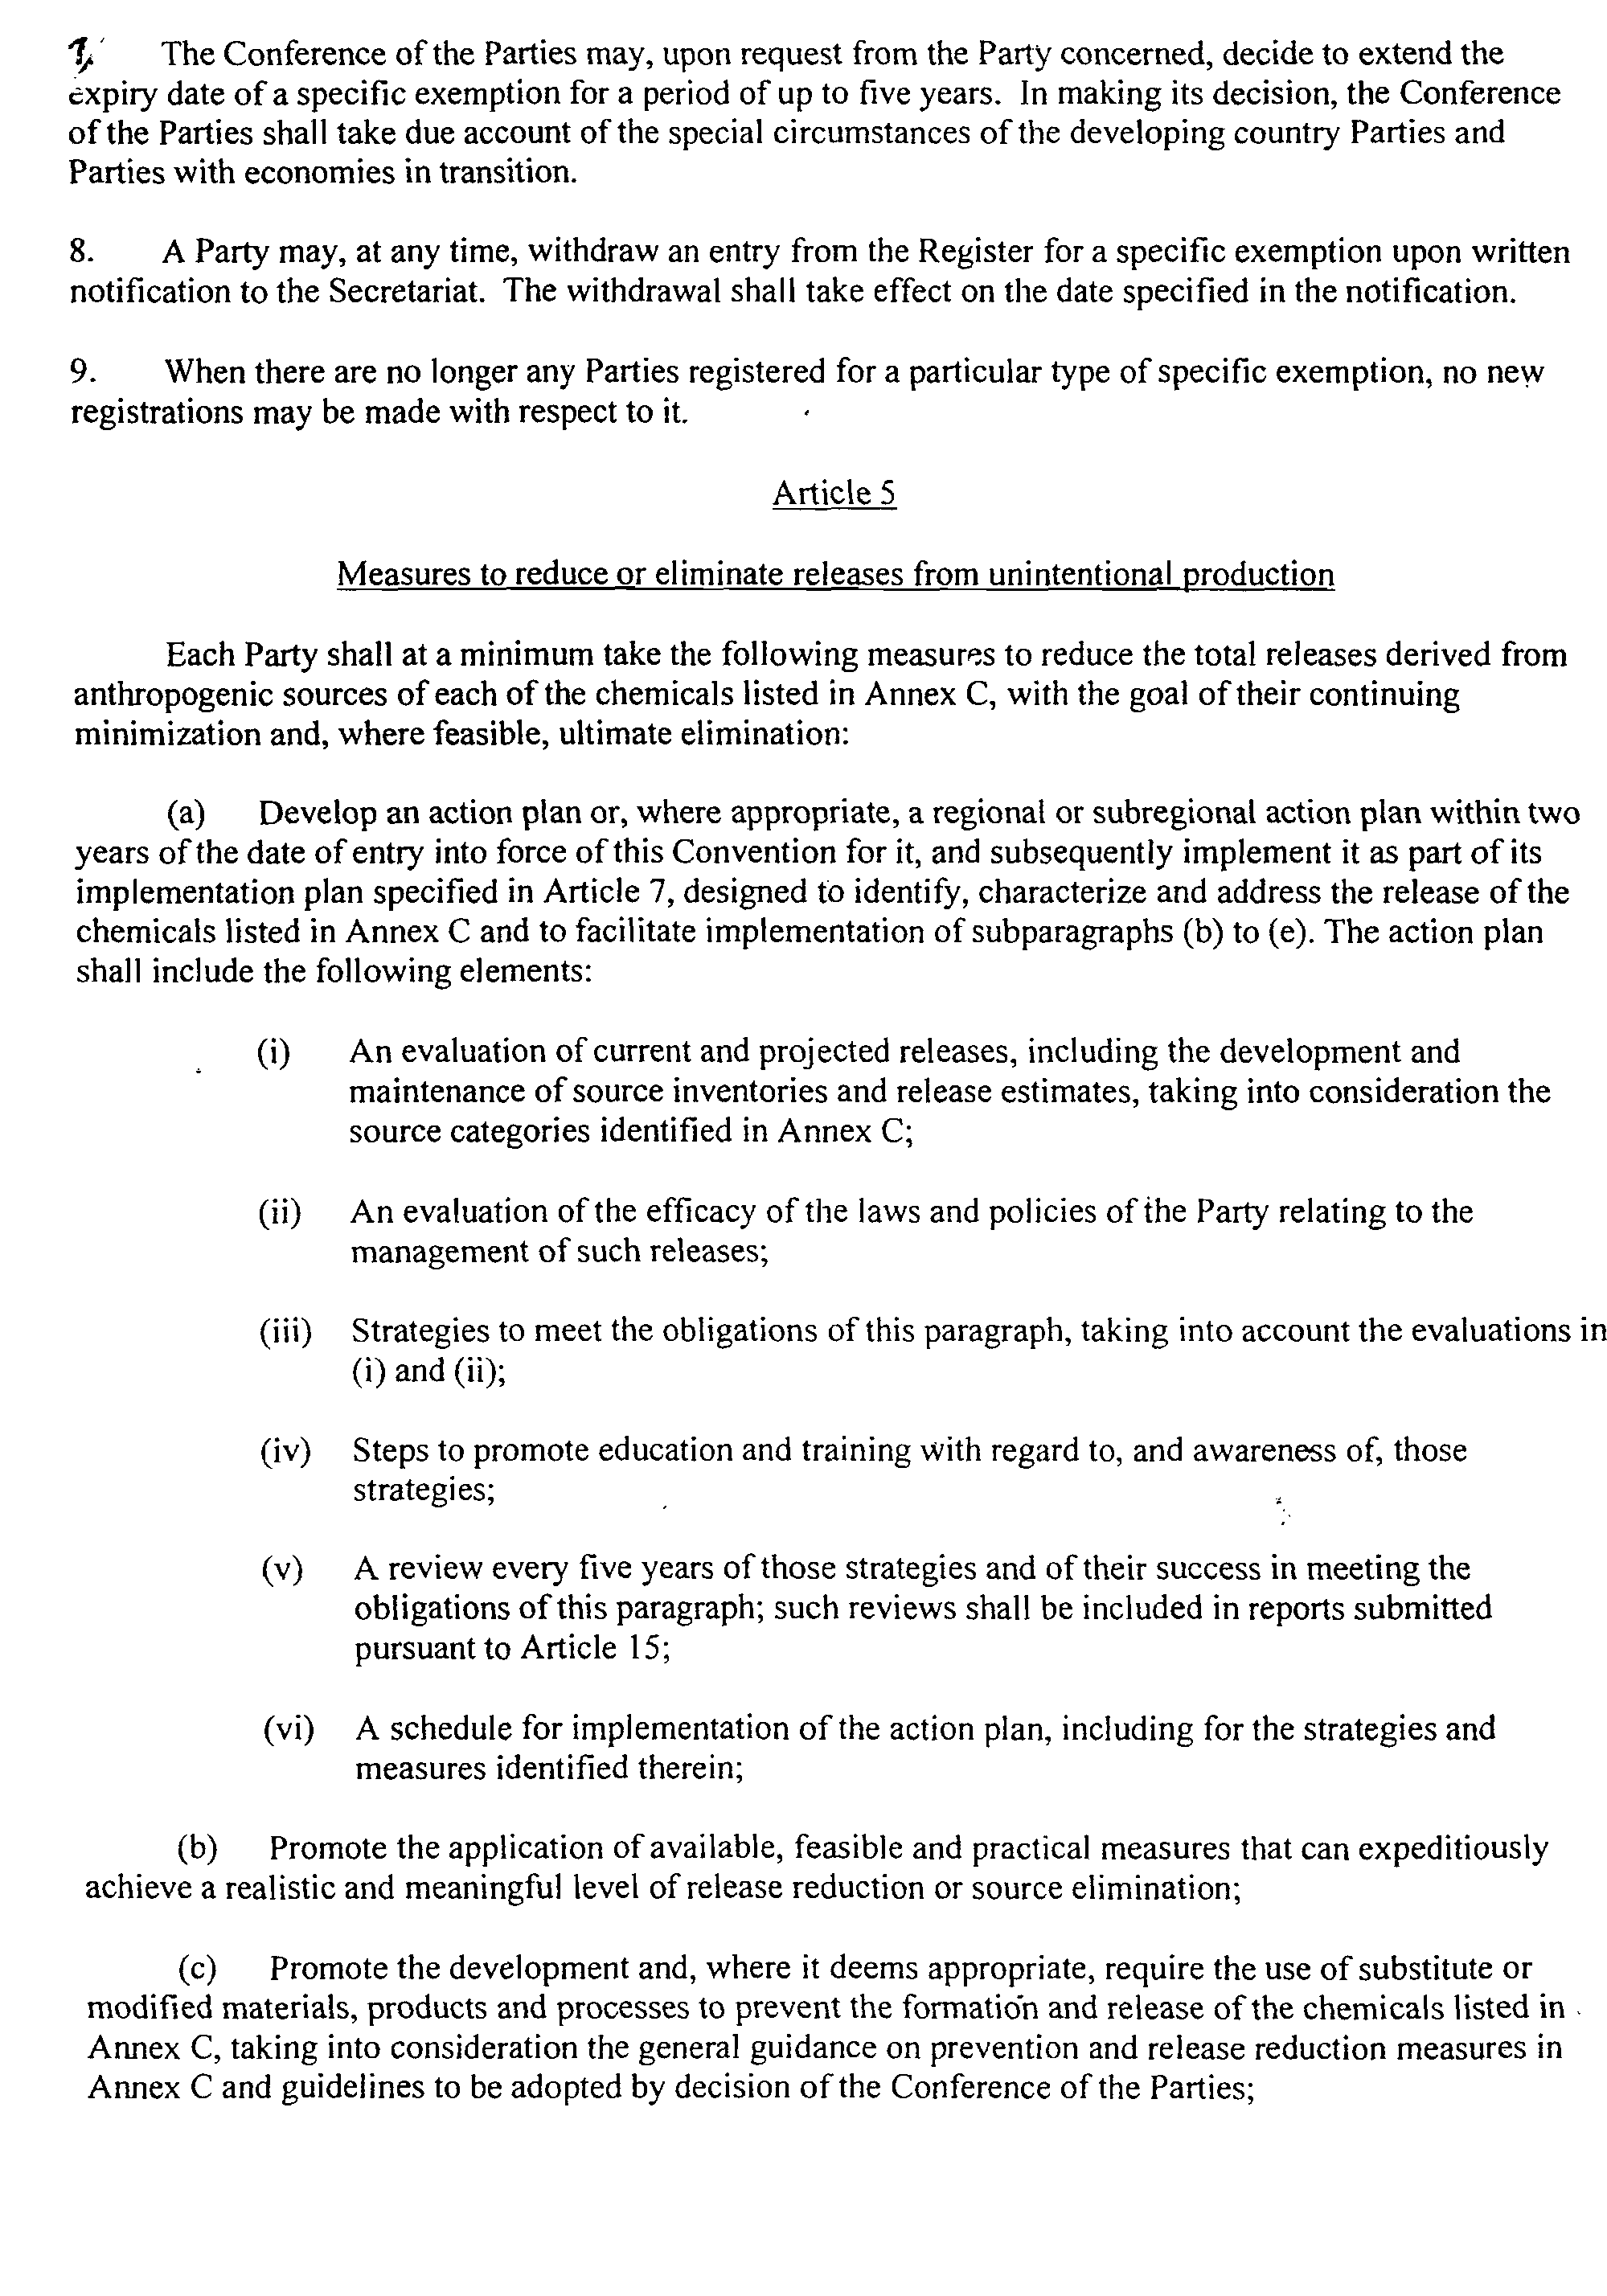 7. The Conference of the Parties may, upon request from the Party concerned, decide to extend the
expiry date of a specific exemption for a period of up to five years. In making its decision, the Conference
of the Parties shall take due account of the special circumstances of the developing country Parties and
Parties with economies in transition.
8. A Party may, at any time, withdraw an entry from the Register for a specific exemption upon written
notification to the Secretariat. The withdrawal shall take effect on the date specified in the notification.
9. When there are no longer any Parties registered for a particular type of specific exemption, no new
registrations may be made with respect to it.
Article 5
Measures to reduce or eliminate releases from unintentional production
Each Party shall at a minimum take the following measures to reduce the total releases derived from
anthropogenic sources of each of the chemicals listed in Annex C, with the goal of their continuing
minimization and, where feasible, ultimate elimination:
(a) Develop an action plan or, where appropriate, a regional or subregional action plan within two
years of the date of entry into force of this Convention for it, and subsequently implement it as part of its
implementation plan specified in Article 7, designed to identify, characterize and address the release of the
chemicals listed in Annex C and to facilitate implementation of subparagraphs (b) to (e). The action plan
shall include the following elements:
(i) An evaluation of current and projected releases, including the development and
maintenance of source inventories and release estimates, taking into consideration the
source categories identified in Annex C;
(ii) An evaluation of the efficacy of the laws and policies of the Party relating to the
management of such releases;
(iii) Strategies to meet the obligations of this paragraph, taking into account the evaluations in
(i) and (ii);
(iv) Steps to promote education and training with regard to, and awareness of, those
strategies;
(v) A review every five years of those strategies and of their success in meeting the
obligations of this paragraph; such reviews shall be included in reports submitted
pursuant to Article 15;
(vi) A schedule for implementation of the action plan, including for the strategies and
measures identified therein;
(b) Promote the application of available, feasible and practical measures that can expeditiously
achieve a realistic and meaningful level of release reduction or source elimination;
(c) Promote the development and, where it deems appropriate, require the use of substitute or
modified materials, products and processes to prevent the formation and release of the chemicals listed in
Annex C, taking into consideration the general guidance on prevention and release reduction measures in
Annex C and guidelines to be adopted by decision of the Conference of the Parties;